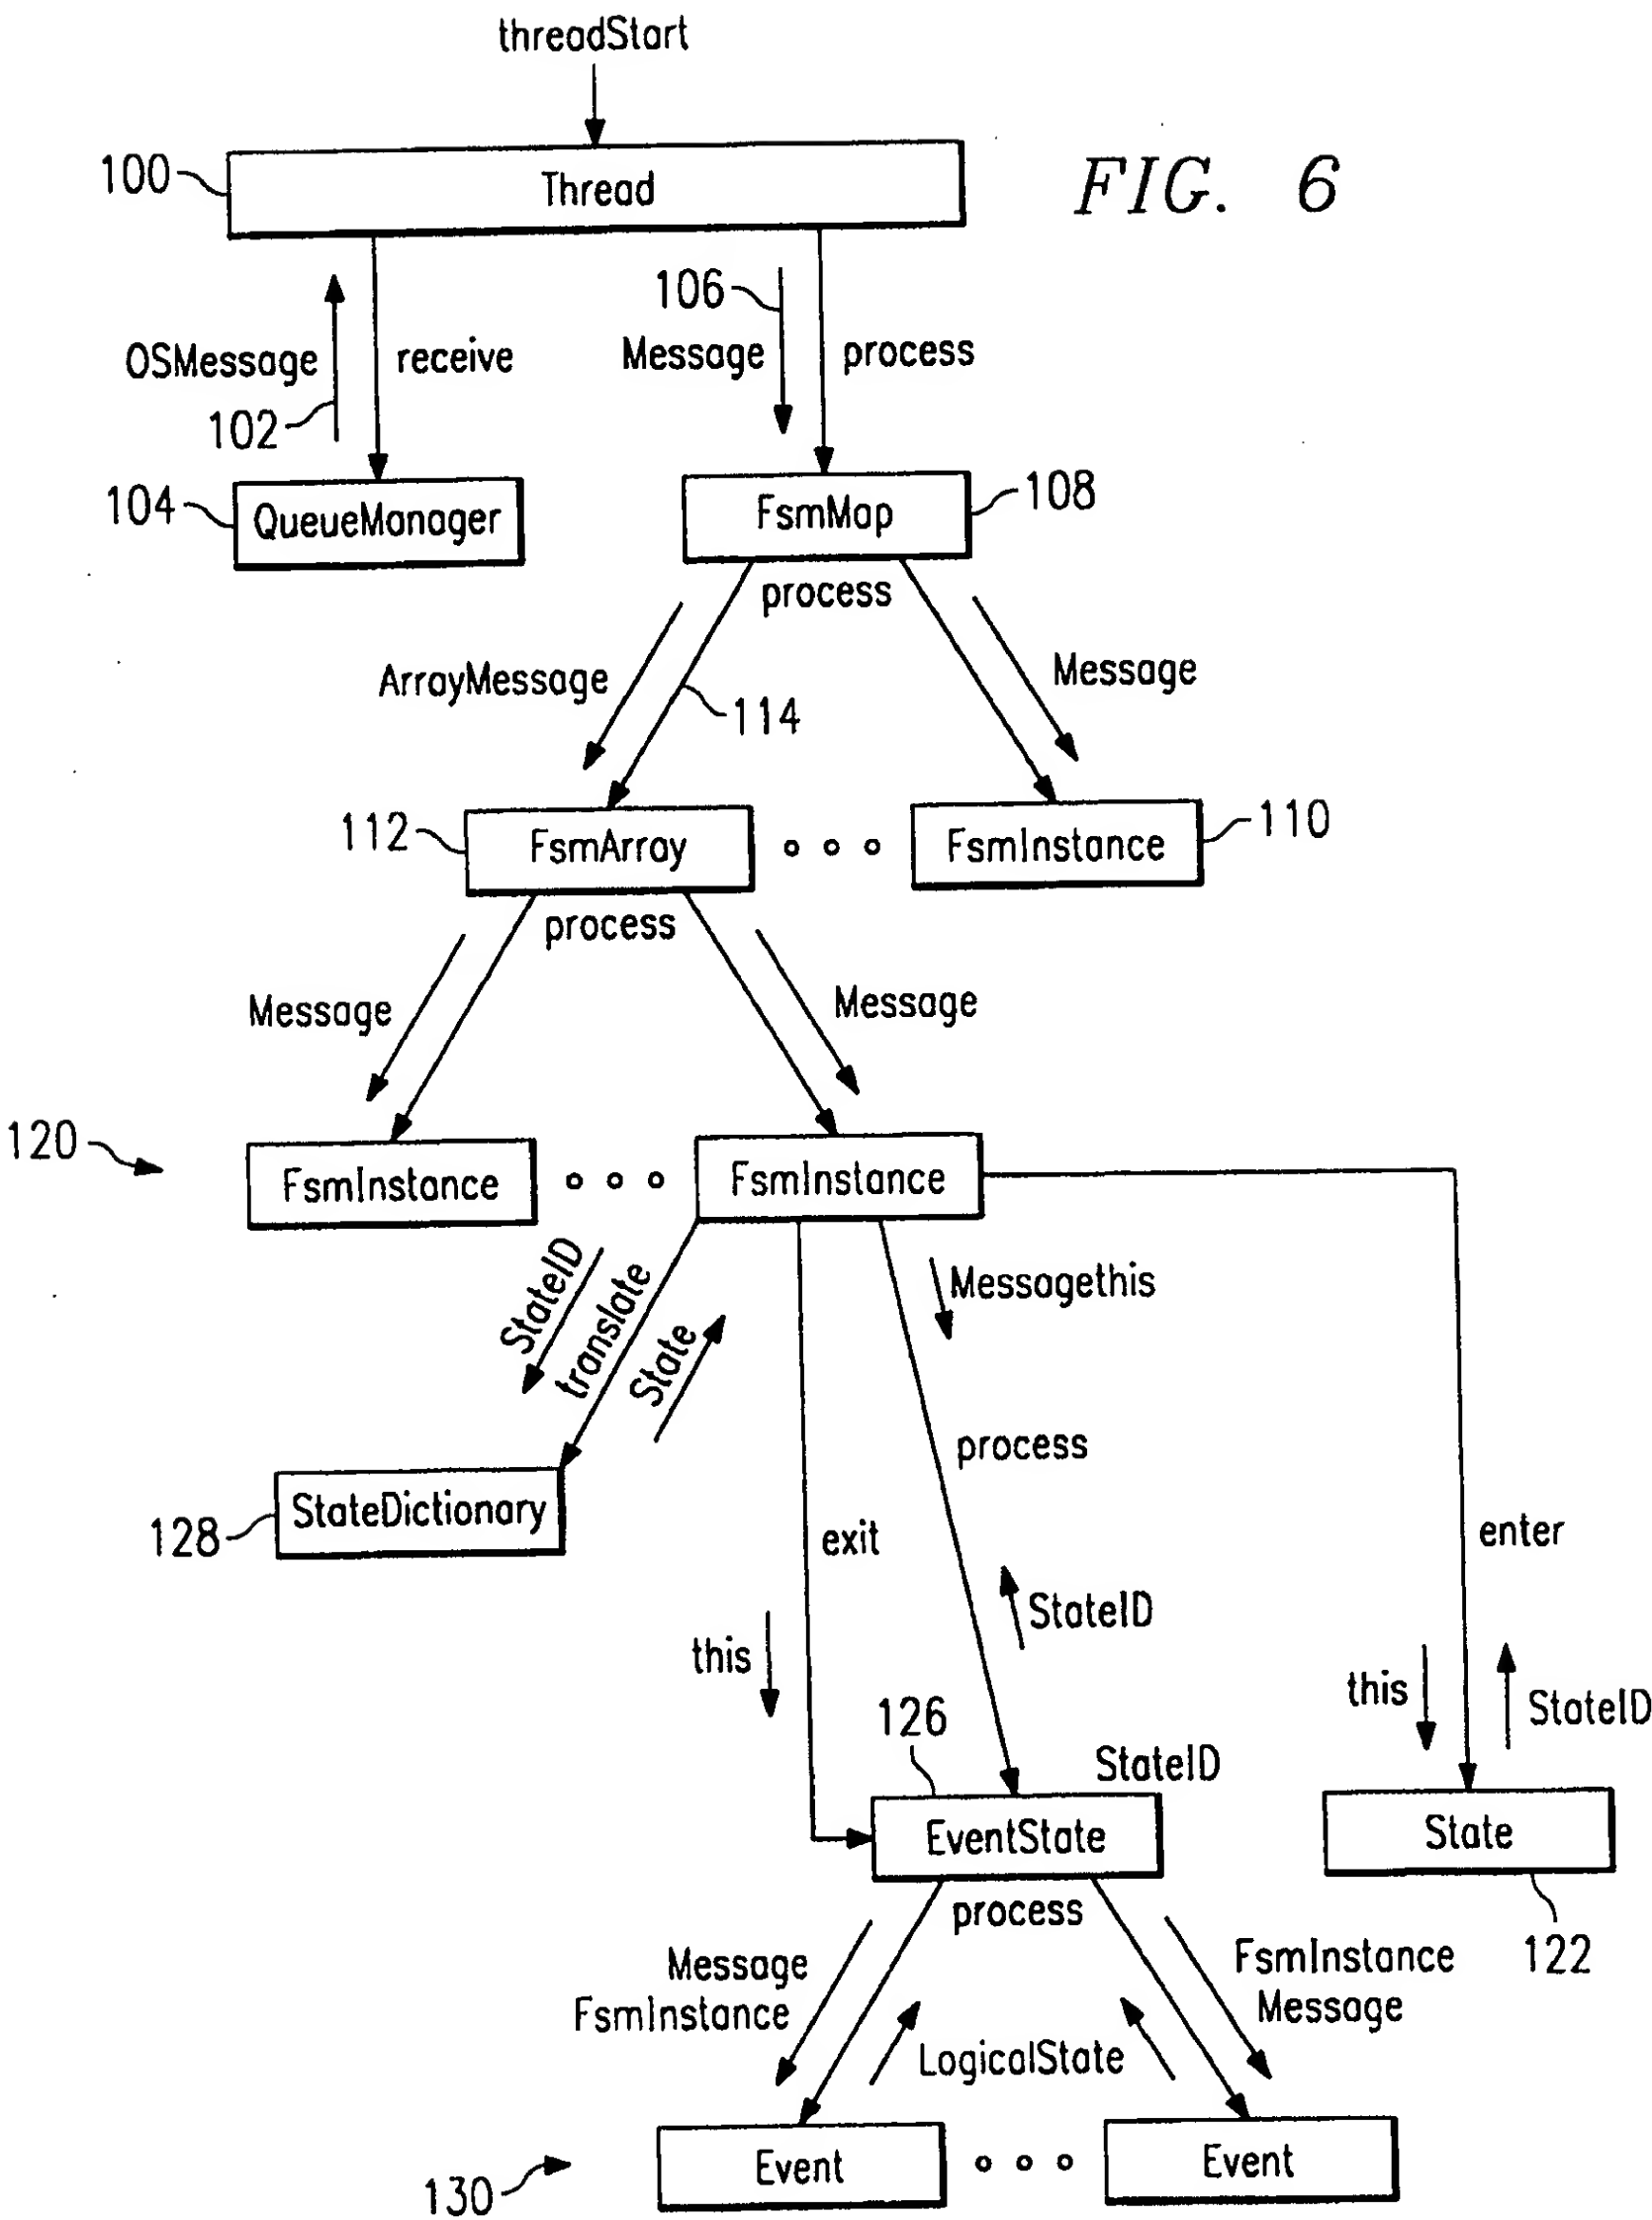 threadStart
100
Thread
FIG. 6
106
OSMessage
receive
Message
process
102
104
QueueManager
FsmMap
108
process
ArrayMessage
Message
114
112
FsmArray
FsmInstance
110
process
Message
Message
120
FsmInstance
FsmInstance
StateID
translate
State
Messagethis
process
128
StateDictionary
exit
enter
StateID
this
this
StateID
126
StateID
EventState
State
process
122
Message
FsmInstance
FsmInstance
Message
LogicalState
130
Event
Event